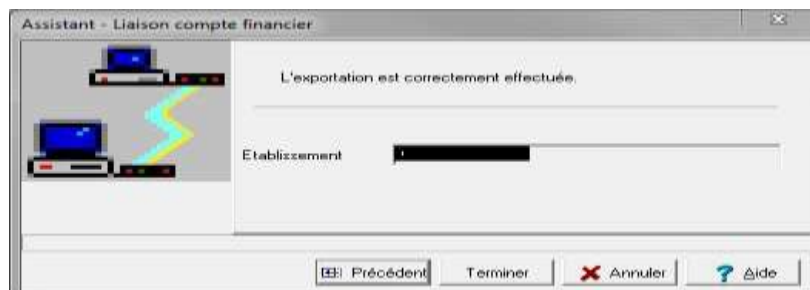 Assistant - Liaison compte financier
L'exportation est correctement effectuée.
Etablissement
Précédent
Terminer
Annuler
Aide